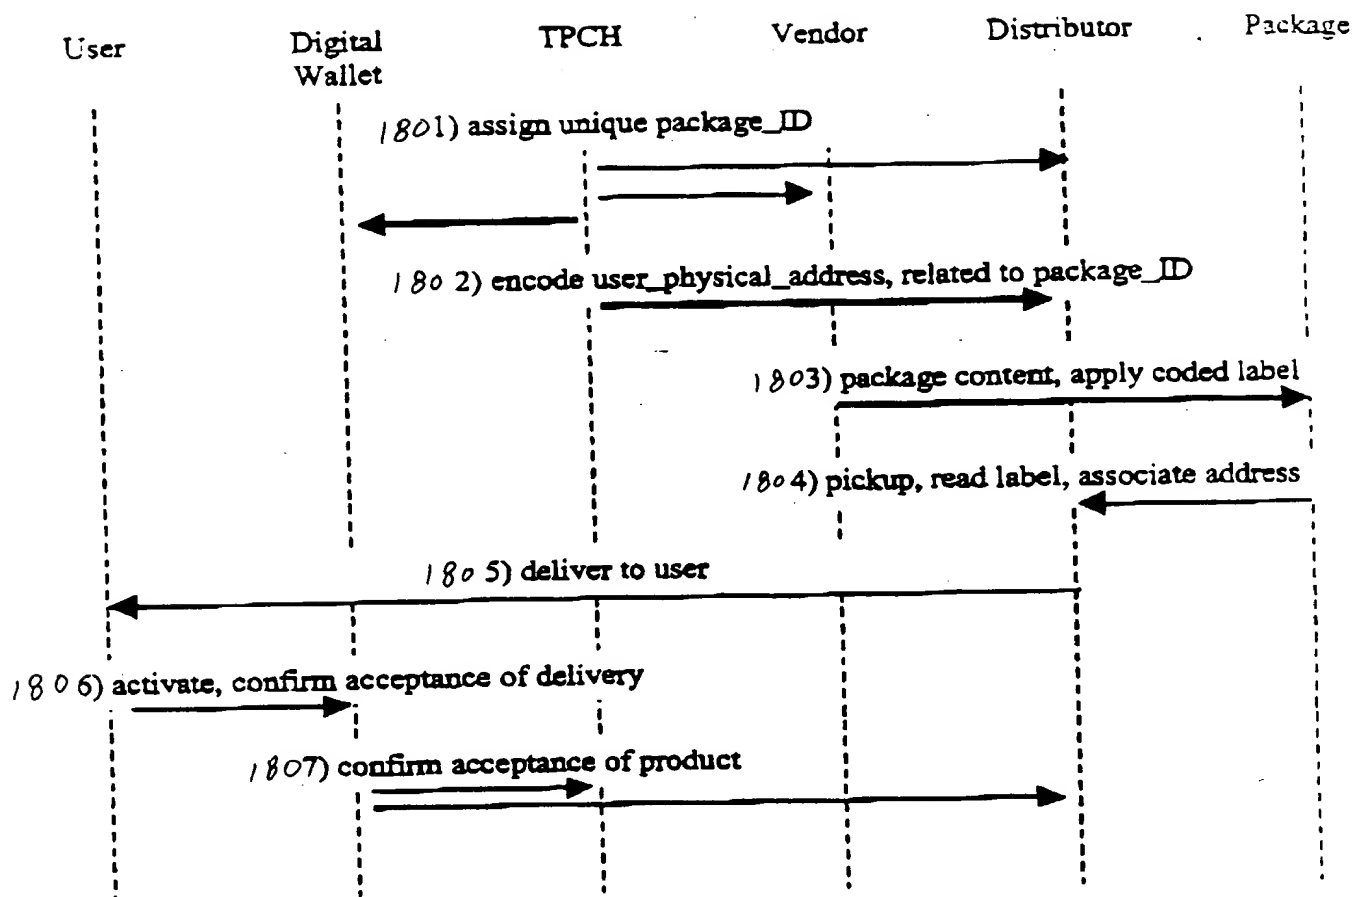 User
Digital
Wallet
TPCH
Vendor
Distributor
Package
1801) assign unique package_ID
1802) encode user_physical_address, related to package_ID
1803) package content, apply coded label
1804) pickup, read label, associate address
1805) deliver to user
1806) activate, confirm acceptance of delivery
1807) confirm acceptance of product